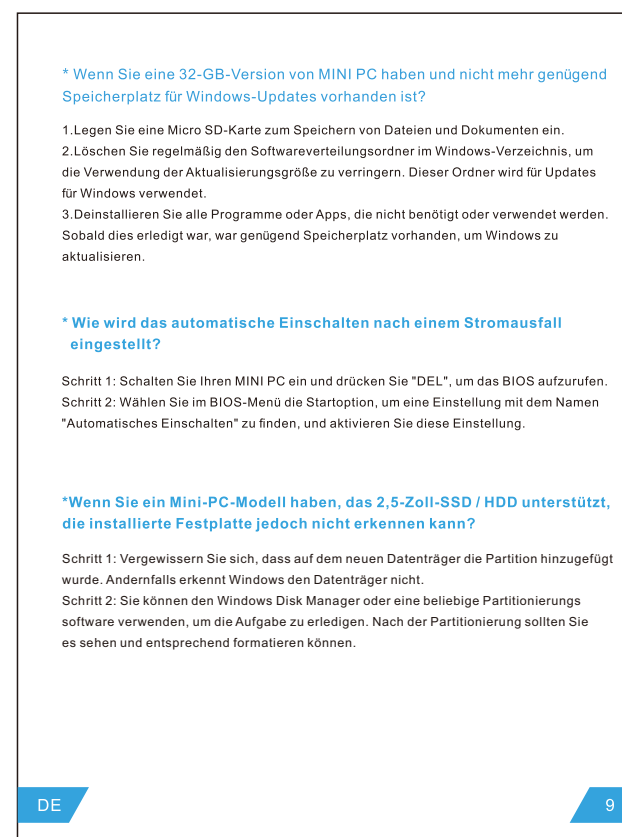 * Wenn Sie eine 32-GB-Version von MINI PC haben und nicht mehr genügend
Speicherplatz für Windows-Updates vorhanden ist?
1.Legen Sie eine Micro SD-Karte zum Speichern von Dateien und Dokumenten ein.
2.Löschen Sie regelmäßig den Softwareverteilungsordner im Windows-Verzeichnis, um
die Verwendung der Aktualisierungsgröße zu verringern. Dieser Ordner wird für Updates
für Windows verwendet.
3.Deinstallieren Sie alle Programme oder Apps, die nicht benötigt oder verwendet werden.
Sobald dies erledigt war, war genügend Speicherplatz vorhanden, um Windows zu
aktualisieren.
* Wie wird das automatische Einschalten nach einem Stromausfall
eingestellt?
Schritt 1: Schalten Sie Ihren MINI PC ein und drücken Sie "DEL", um das BIOS aufzurufen.
Schritt 2: Wählen Sie im BIOS-Menü die Startoption, um eine Einstellung mit dem Namen
"Automatisches Einschalten" zu finden, und aktivieren Sie diese Einstellung.
*Wenn Sie ein Mini-PC-Modell haben, das 2,5-Zoll-SSD / HDD unterstützt,
die installierte Festplatte jedoch nicht erkennen kann?
Schritt 1: Vergewissern Sie sich, dass auf dem neuen Datenträger die Partition hinzugefügt
wurde. Andernfalls erkennt Windows den Datenträger nicht.
Schritt 2: Sie können den Windows Disk Manager oder eine beliebige Partitionierungs
software verwenden, um die Aufgabe zu erledigen. Nach der Partitionierung sollten Sie
es sehen und entsprechend formatieren können.
DE
9